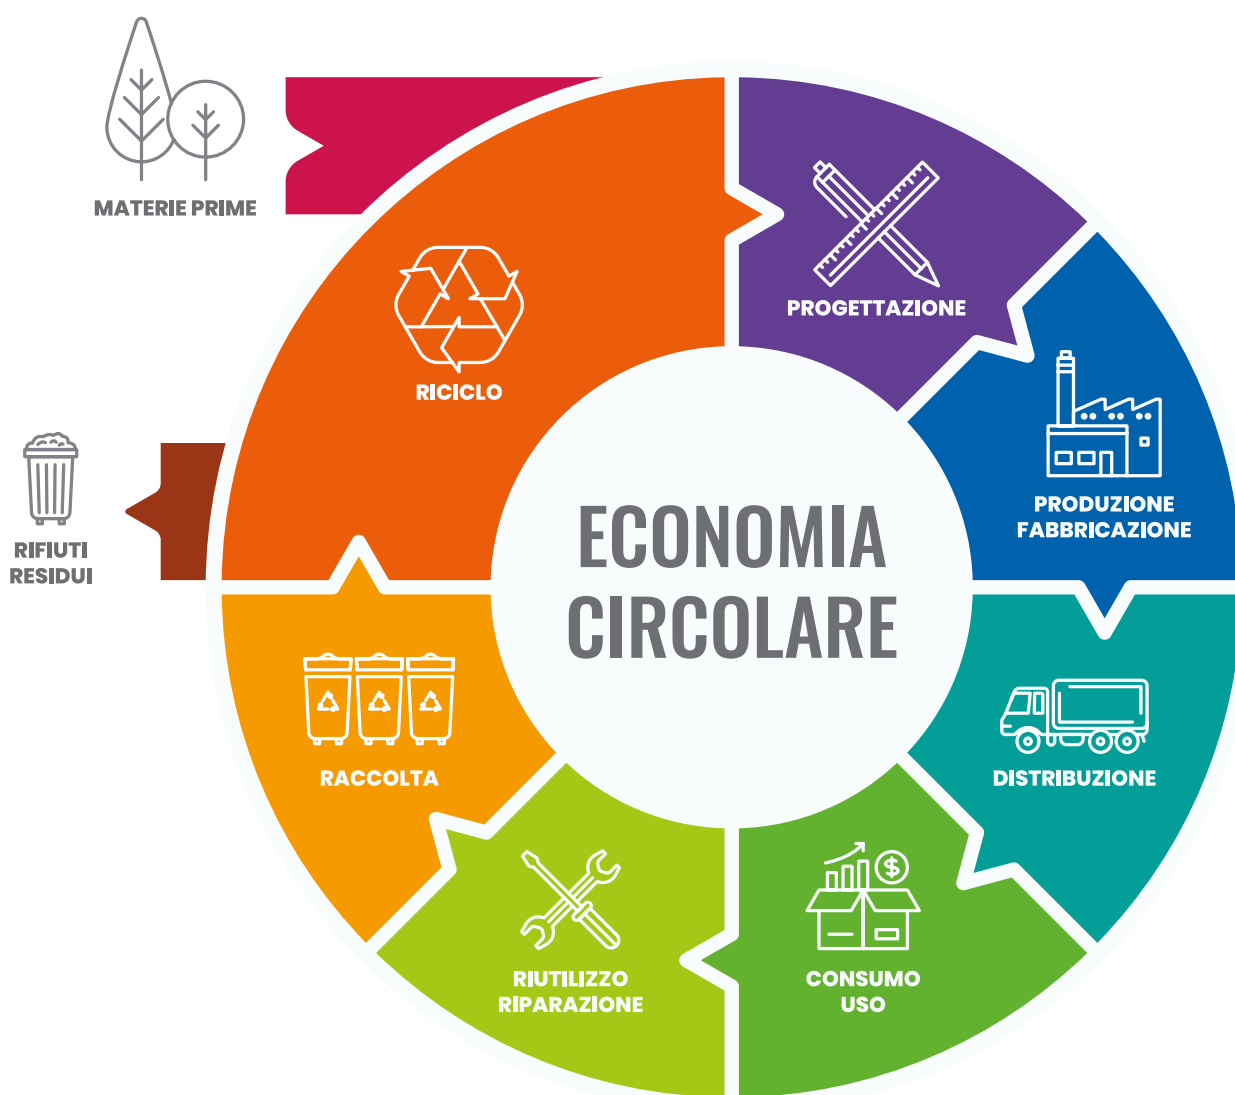 MATERIE PRIME
PROGETTAZIONE
RICICLO
PRODUZIONE
FABBRICAZIONE
ECONOMIA
CIRCOLARE
RIFIUTI
RESIDUI
RACCOLTA
DISTRIBUZIONE
RIUTILIZZO
RIPARAZIONE
CONSUMO
USO
$